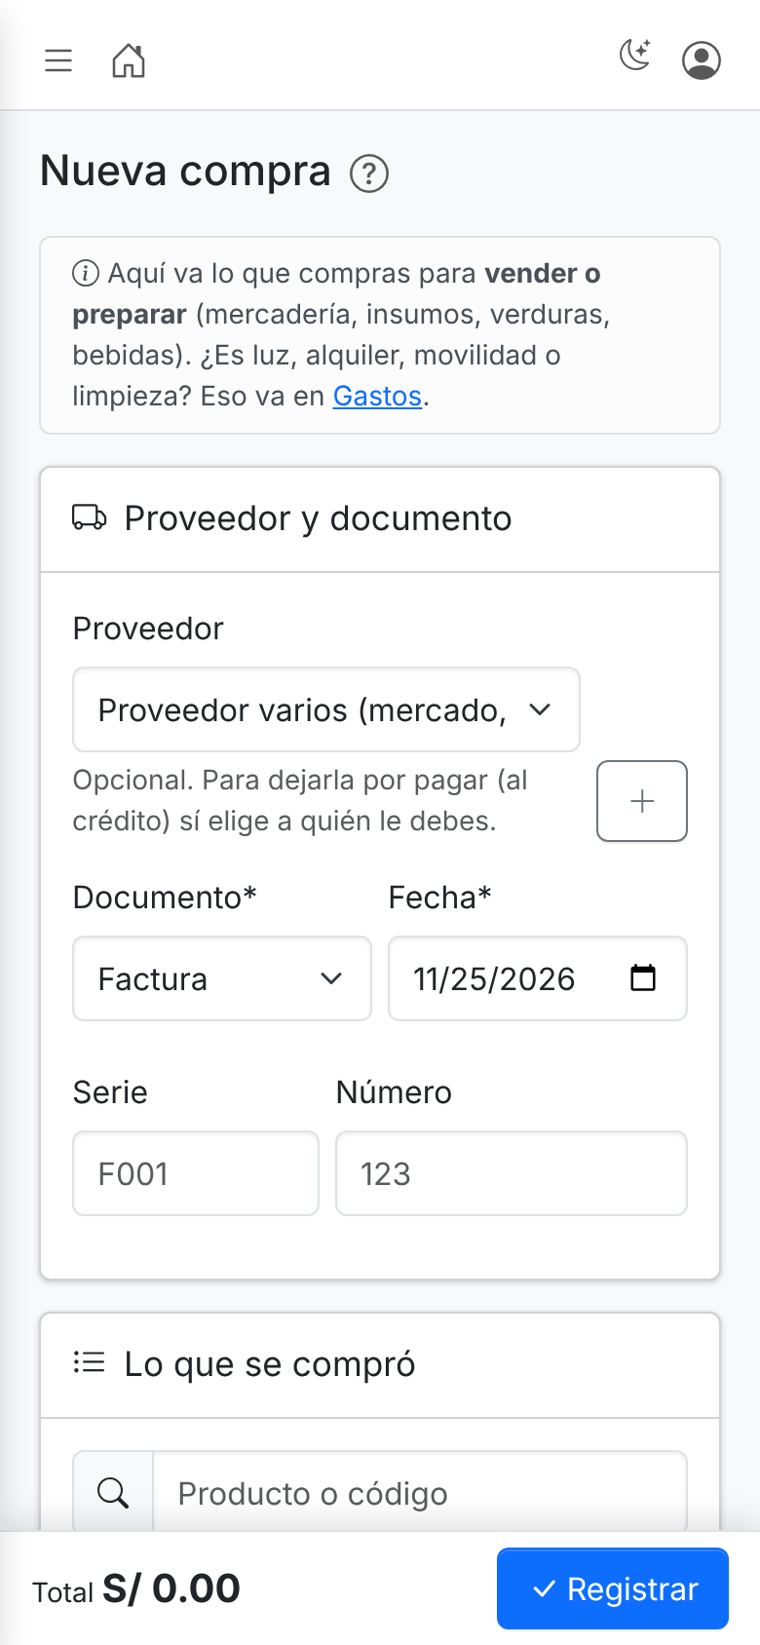 Nueva compra ?
Aquí va lo que compras para vender o
preparar (mercadería, insumos, verduras,
bebidas). ¿Es luz, alquiler, movilidad o
limpieza? Eso va en Gastos.
Proveedor y documento
Proveedor
Proveedor varios (mercado,
Opcional. Para dejarla por pagar (al
crédito) sí elige a quién le debes.
Documento* Fecha*
Factura 11/25/2026
Serie Número
F001 123
Lo que se compró
Producto o código
Total S/ 0.00 Registrar